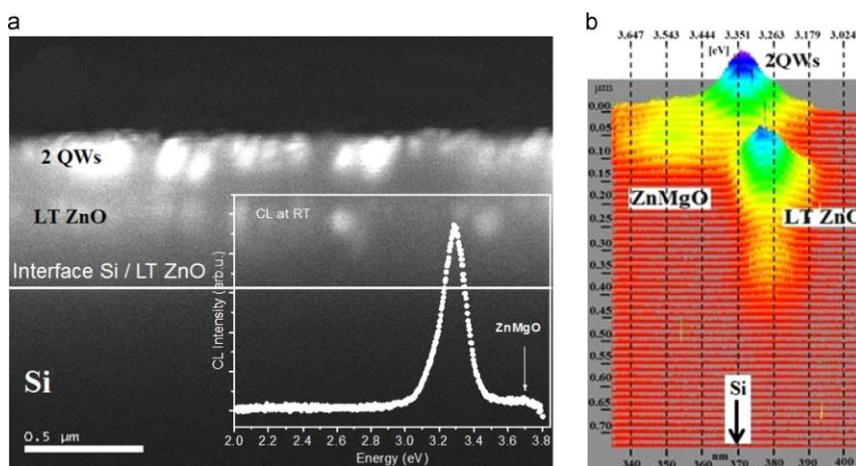 a
2 QWs
LT ZnO
Interface Si / LT ZnO
Si
0.5 μm
CL at RT
CL Intensity (arb.u.)
ZnMgO
2.0 2.2 2.4 2.6 2.8 3.0 3.2 3.4 3.6 3.8
Energy (eV)
b
3.647 3.543 3.444 3.351 3.263 3.179 3.024
[eV]
2QWs
μm
0.00
0.05
0.10
0.15
0.20
0.25
0.30
0.35
0.40
0.45
0.50
0.55
0.60
0.65
0.70
ZnMgO
LT ZnO
Si
nm
340 350 360 370 380 390 400